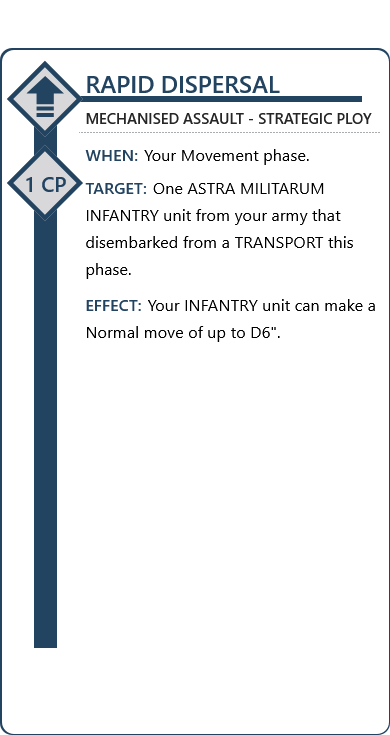 RAPID DISPERSAL
MECHANISED ASSAULT - STRATEGIC PLOY
WHEN: Your Movement phase.
1 CP
TARGET: One ASTRA MILITARUM
INFANTRY unit from your army that
disembarked from a TRANSPORT this
phase.
EFFECT: Your INFANTRY unit can make a
Normal move of up to D6".